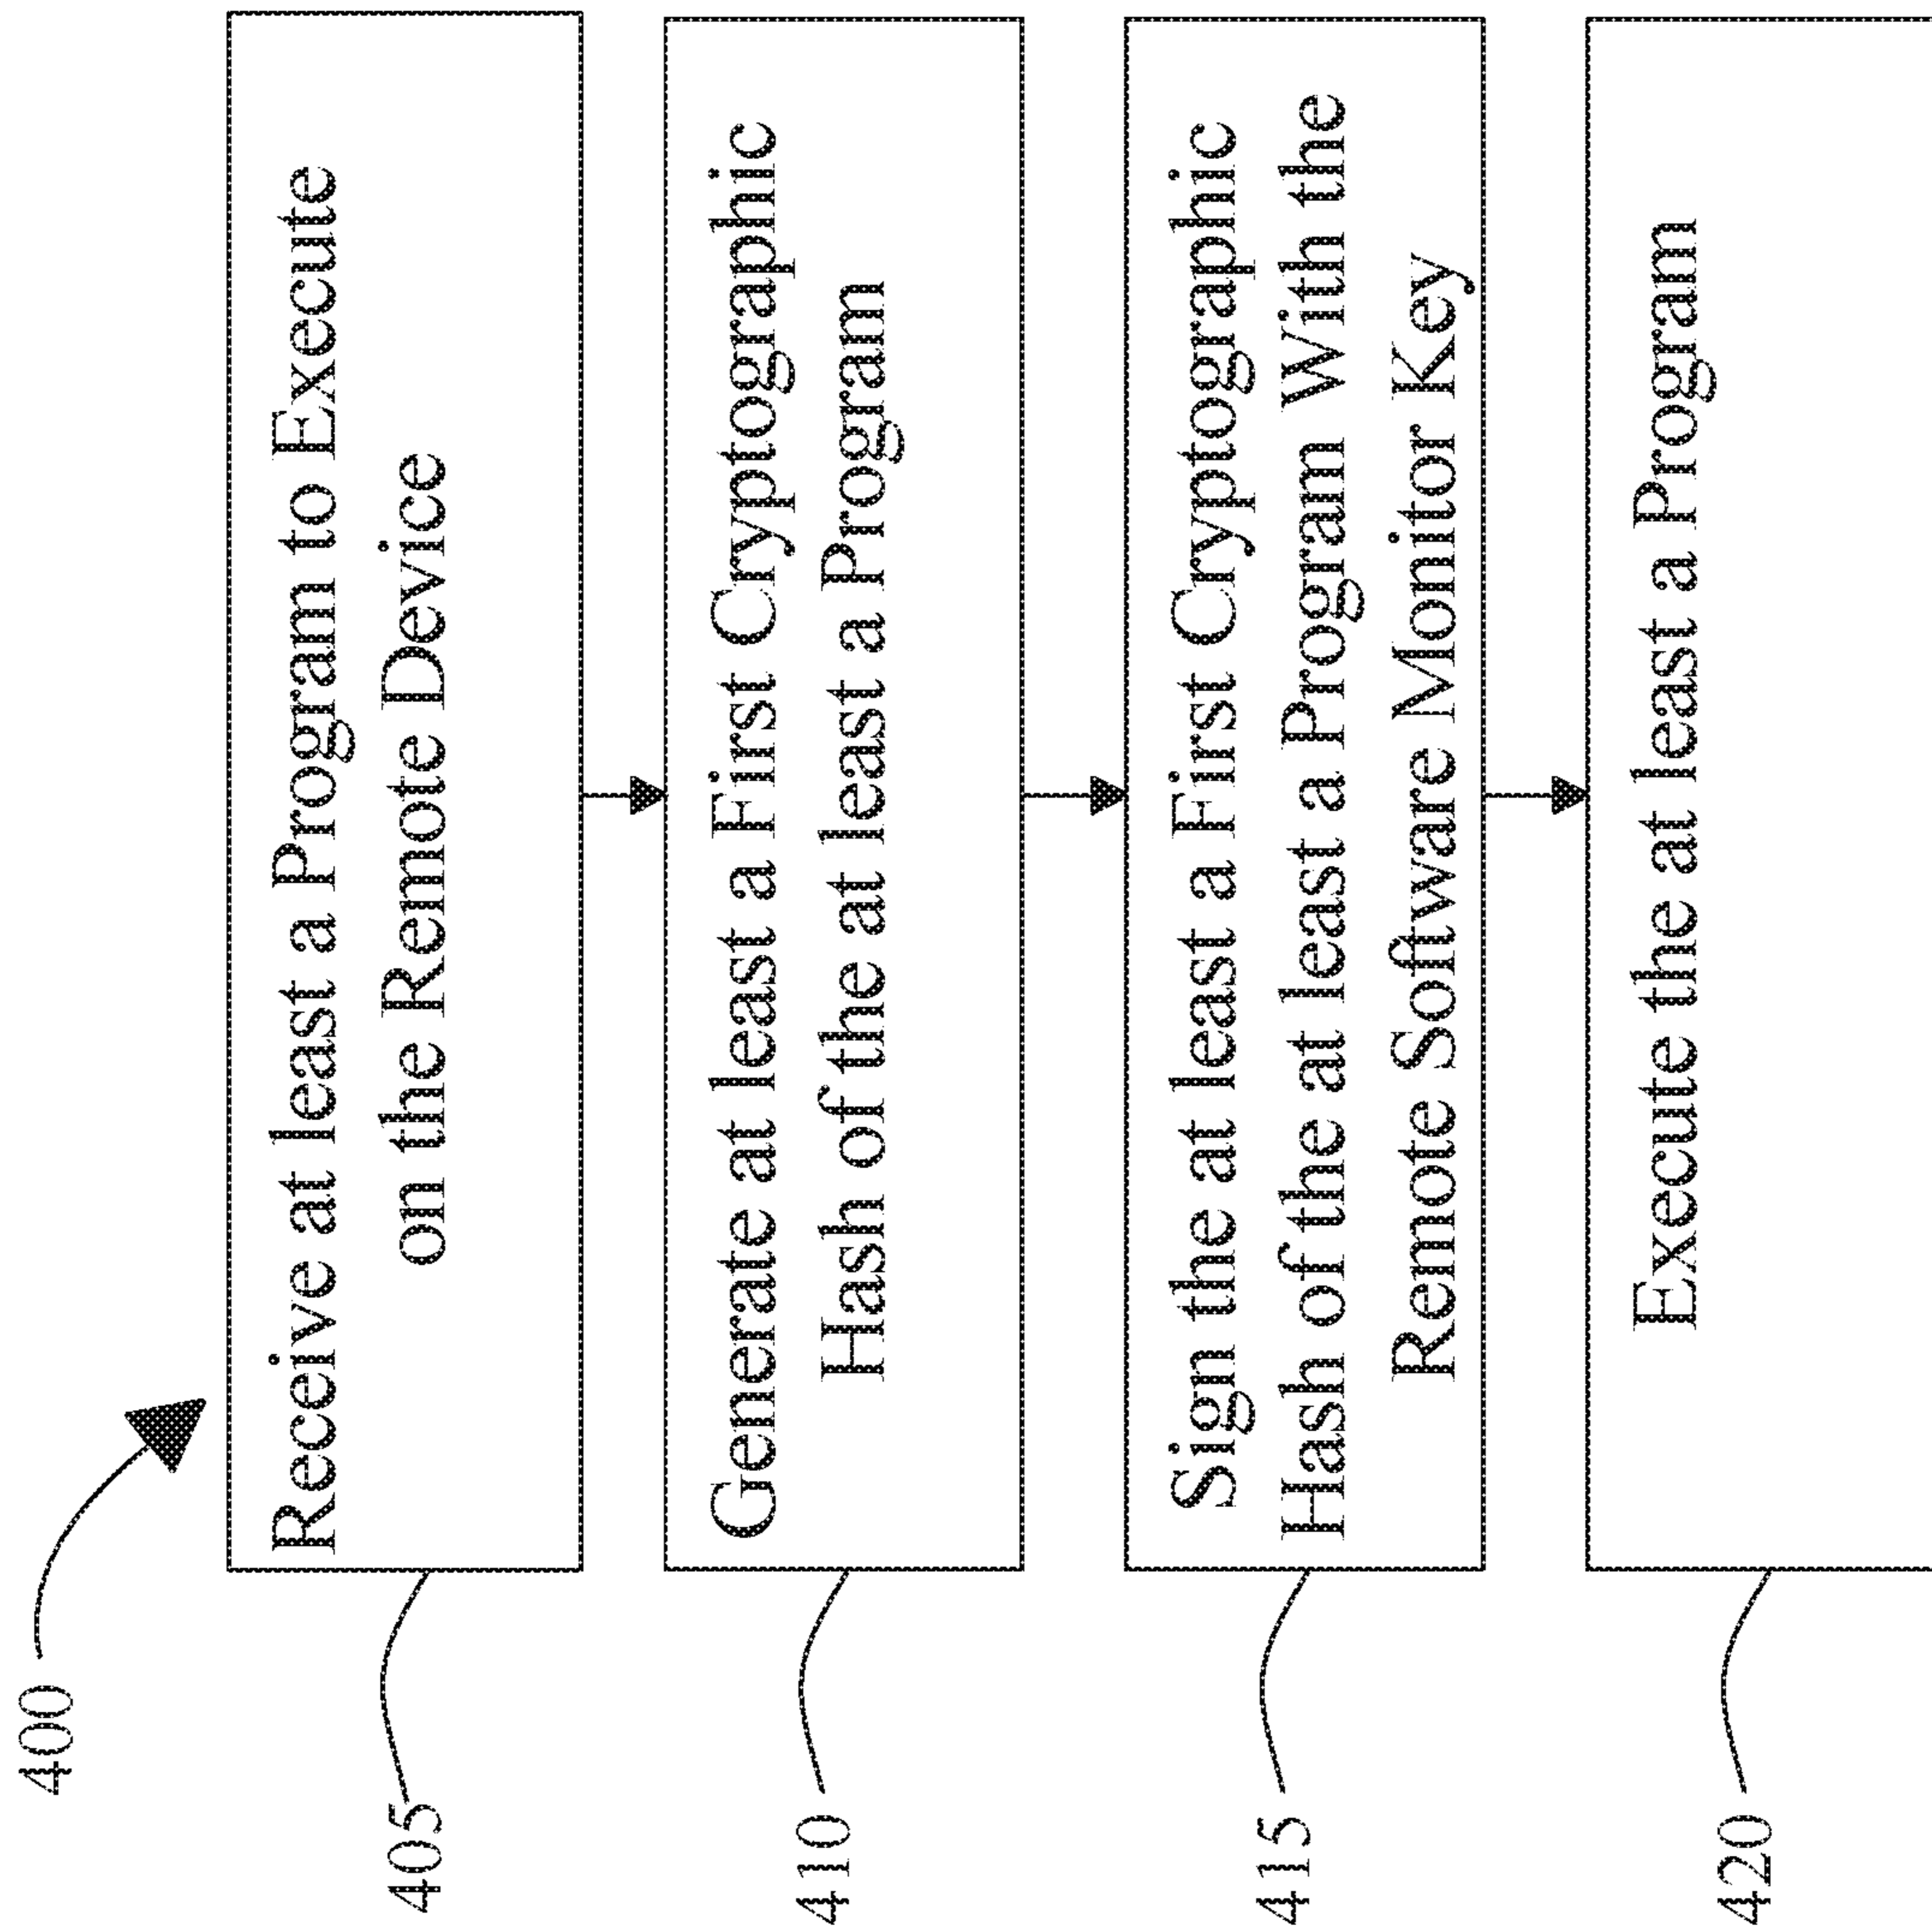 400
405
Receive at least a Program to Execute
on the Remote Device
410
Generate at least a First Cryptographic
Hash of the at least a Program
415
Sign the at least a First Cryptographic
Hash of the at least a Program With the
Remote Software Monitor Key
420
Execute the at least a Program